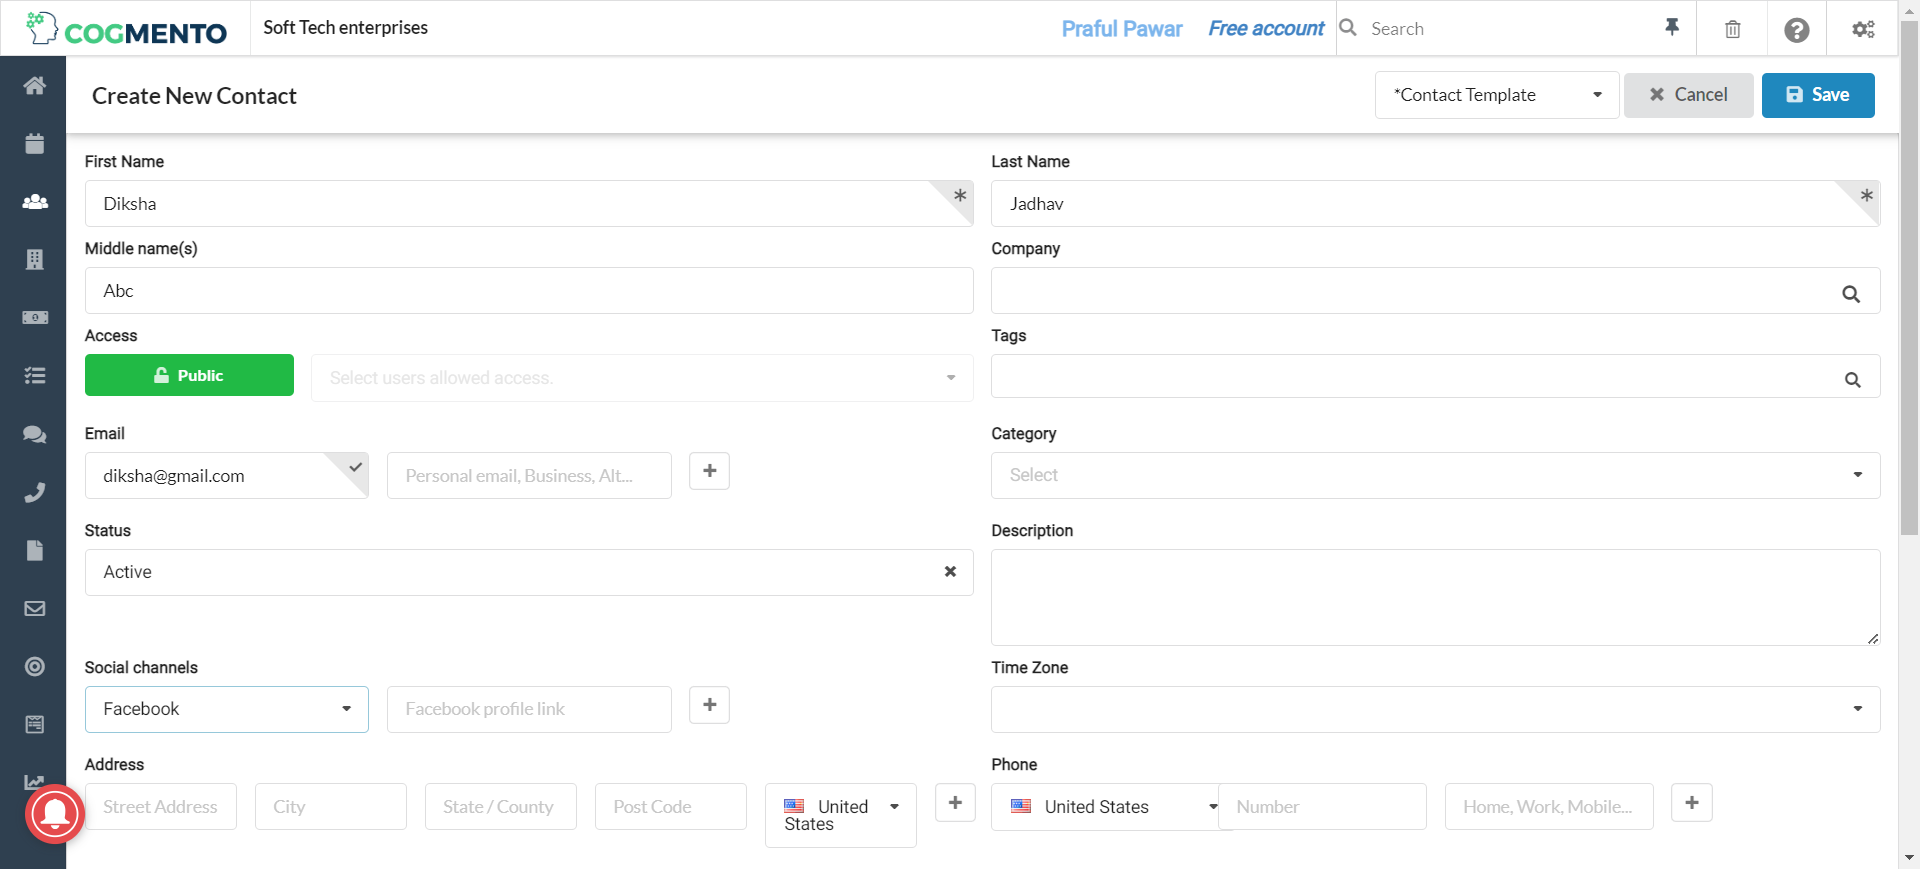 COGMENTO
Soft Tech enterprises
Praful Pawar
Free account
Search
Create New Contact
*Contact Template
Cancel
Save
First Name
Last Name
Diksha
*
Jadhav
*
Middle name(s)
Company
Abc
Access
Tags
Public
Select users allowed access.
Email
Category
diksha@gmail.com
Personal email, Business, Alt...
Select
Status
Description
Active
Social channels
Time Zone
Facebook
Facebook profile link
Address
Phone
Street Address
City
State / County
Post Code
United
States
United States
Number
Home, Work, Mobile...